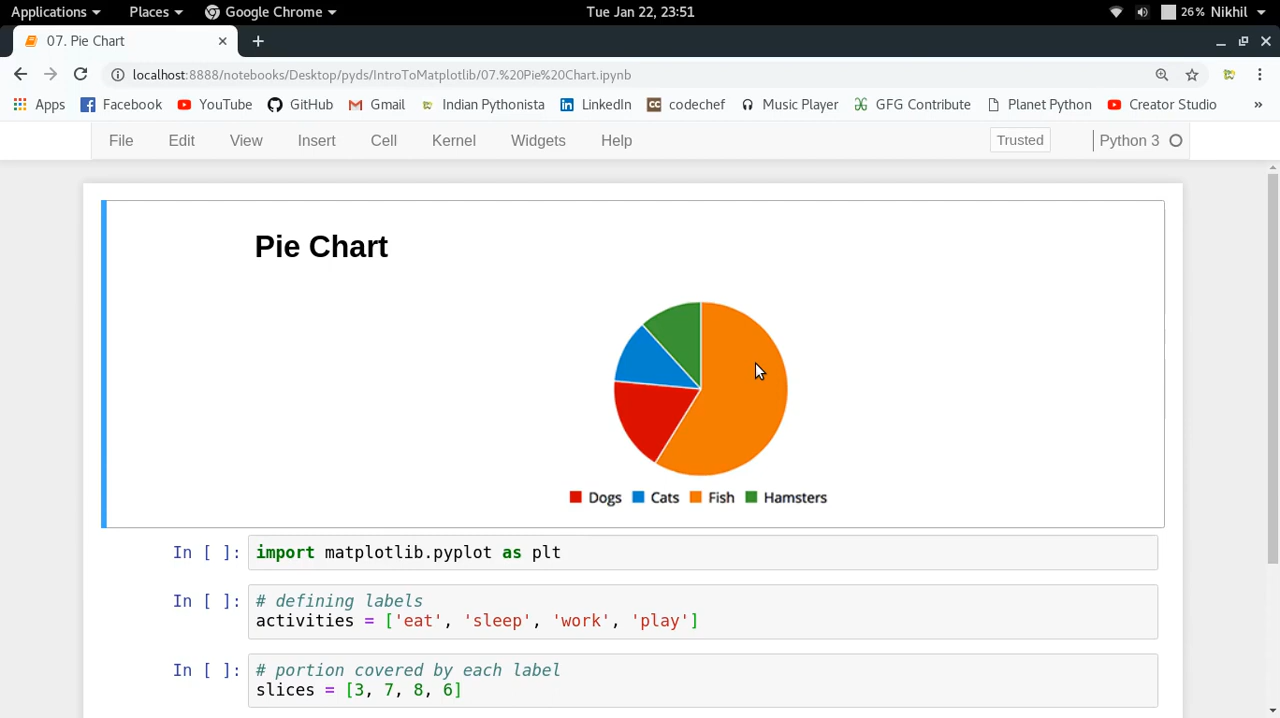 Applications Places Google Chrome Tue Jan 22, 23:51 26% Nikhil
07. Pie Chart
localhost:8888/notebooks/Desktop/pyds/IntroToMatplotlib/07.%20Pie%20Chart.ipynb
Apps Facebook YouTube GitHub Gmail Indian Pythonista LinkedIn CC codechef Music Player GFG Contribute Planet Python Creator Studio »
File Edit View Insert Cell Kernel Widgets Help Trusted Python 3
Pie Chart
Dogs Cats Fish Hamsters
In [ ]: import matplotlib.pyplot as plt
In [ ]: # defining labels
activities = ['eat', 'sleep', 'work', 'play']
In [ ]: # portion covered by each label
slices = [3, 7, 8, 6]